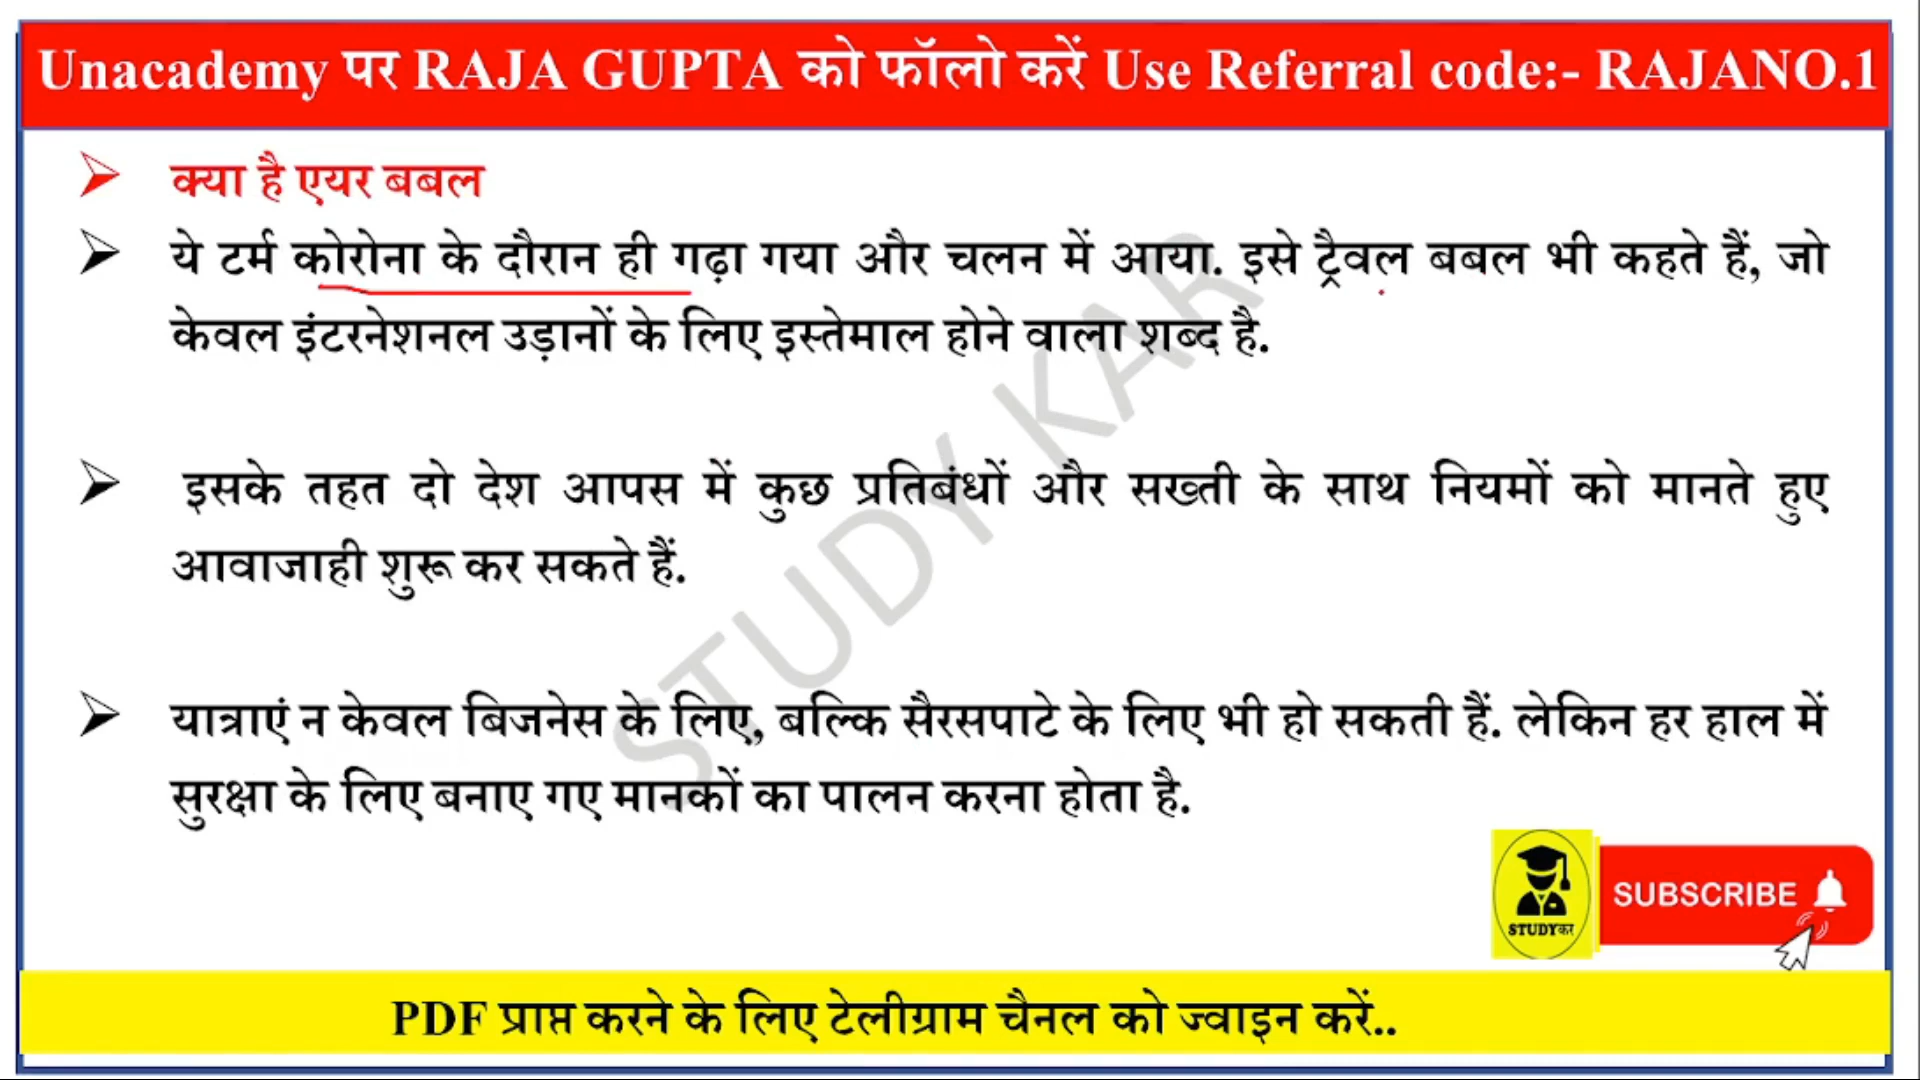 Unacademy पर RAJA GUPTA को फॉलो करें Use Referral code:- RAJANO.1
क्या है एयर बबल
ये टर्म कोरोना के दौरान ही गढ़ा गया और चलन में आया. इसे ट्रैवल बबल भी कहते हैं, जो
केवल इंटरनेशनल उड़ानों के लिए इस्तेमाल होने वाला शब्द है.
इसके तहत दो देश आपस में कुछ प्रतिबंधों और सख्ती के साथ नियमों को मानते हुए
आवाजाही शुरू कर सकते हैं.
यात्राएं न केवल बिजनेस के लिए, बल्कि सैरसपाटे के लिए भी हो सकती हैं. लेकिन हर हाल में
सुरक्षा के लिए बनाए गए मानकों का पालन करना होता है.
STUDY KAR
STUDYकर
SUBSCRIBE
PDF प्राप्त करने के लिए टेलीग्राम चैनल को ज्वाइन करें..